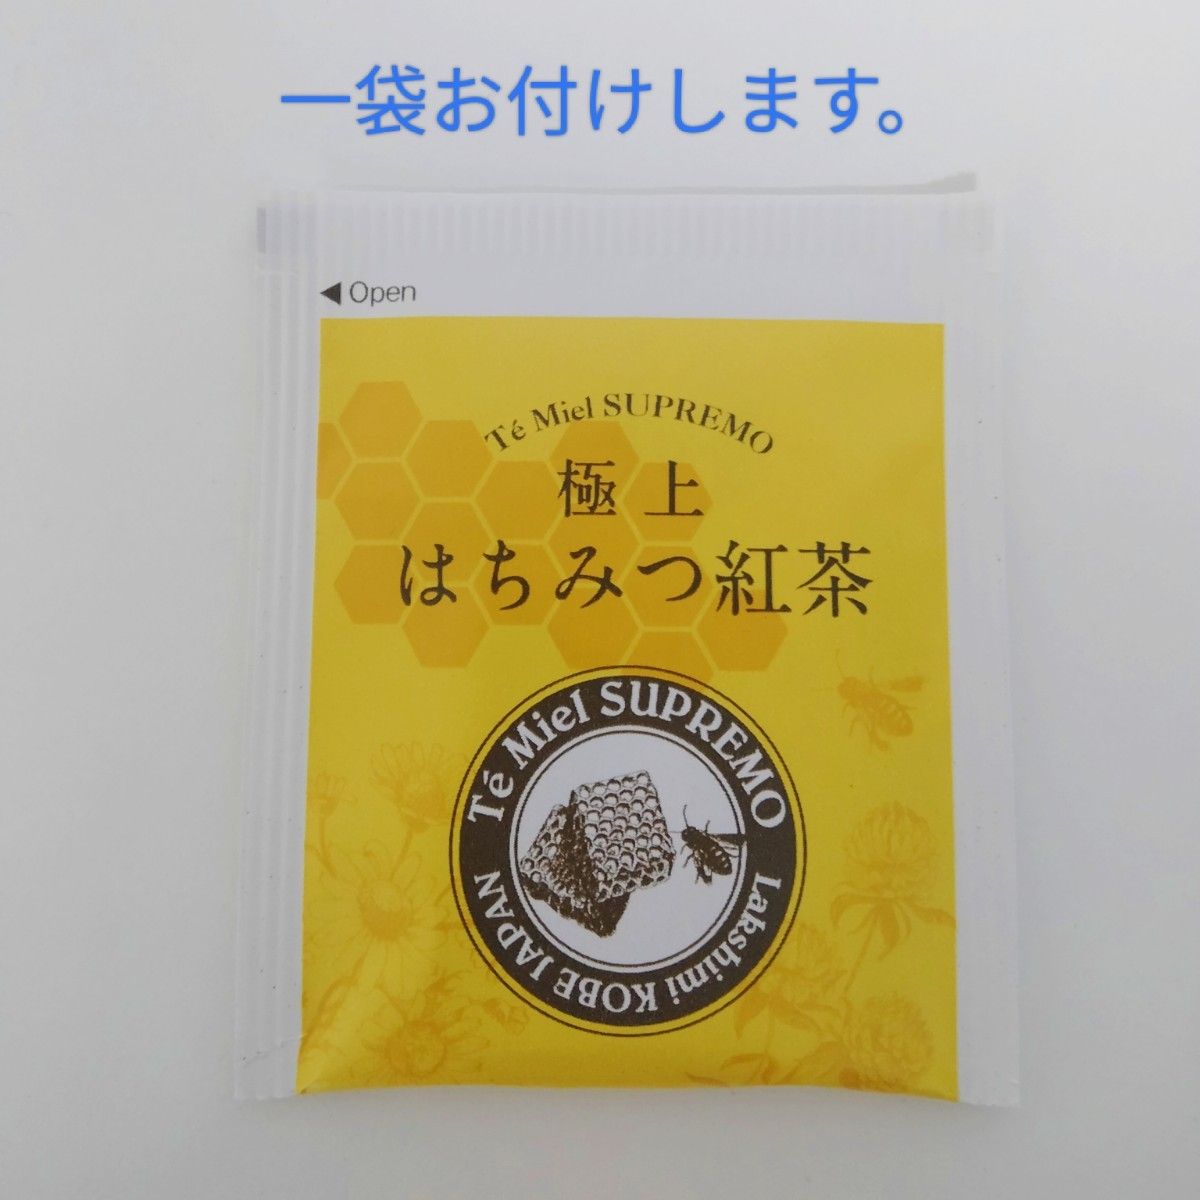 一袋お付けします。
◀ Open
Té Miel SUPREMO
極上
はちみつ紅茶
Té Miel SUPREMO
Lakshimi KOBE JAPAN